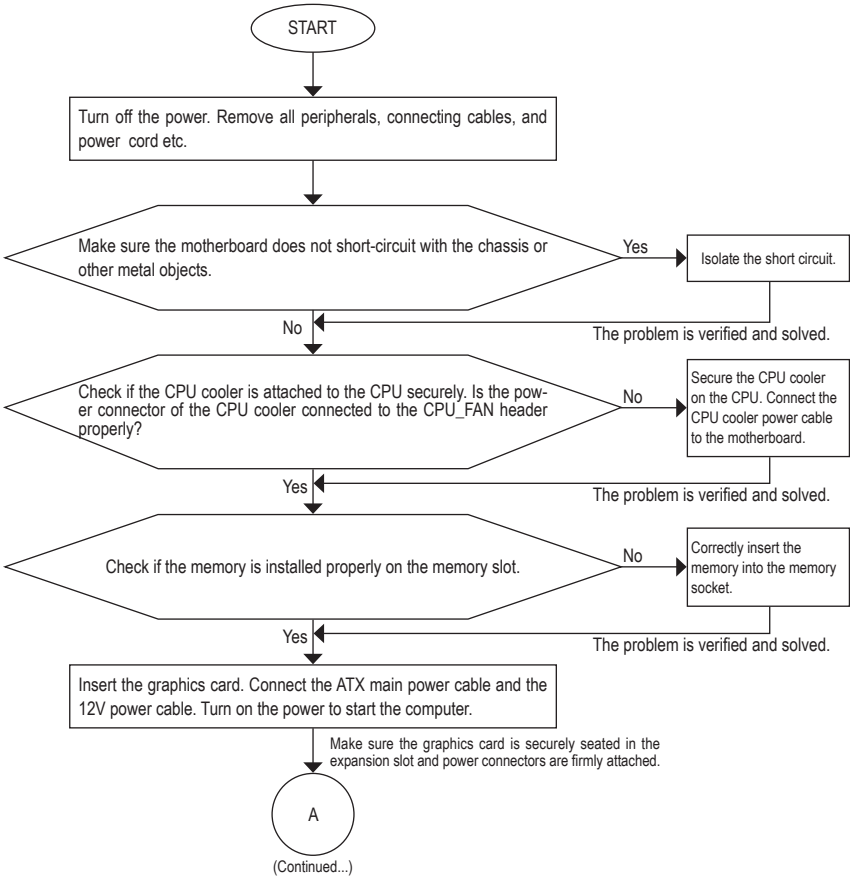 START
Turn off the power. Remove all peripherals, connecting cables, and
power cord etc.
Make sure the motherboard does not short-circuit with the chassis or
other metal objects.
Yes
Isolate the short circuit.
No
The problem is verified and solved.
Check if the CPU cooler is attached to the CPU securely. Is the pow-
er connector of the CPU cooler connected to the CPU_FAN header
properly?
No
Secure the CPU cooler
on the CPU. Connect the
CPU cooler power cable
to the motherboard.
Yes
The problem is verified and solved.
Check if the memory is installed properly on the memory slot.
No
Correctly insert the
memory into the memory
socket.
Yes
The problem is verified and solved.
Insert the graphics card. Connect the ATX main power cable and the
12V power cable. Turn on the power to start the computer.
Make sure the graphics card is securely seated in the
expansion slot and power connectors are firmly attached.
A
(Continued...)